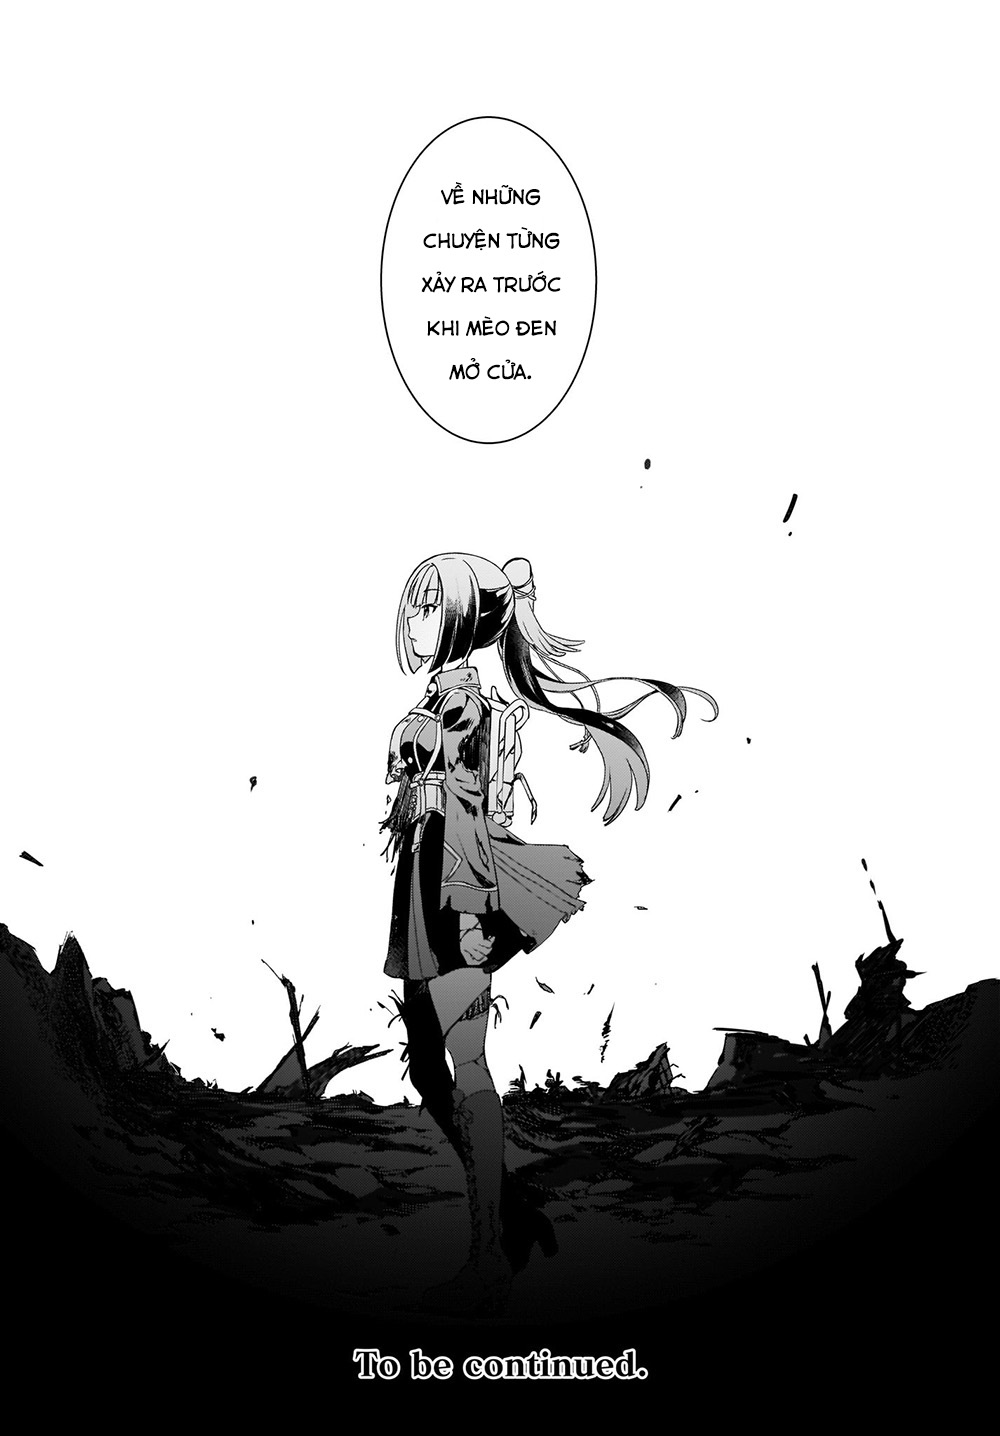 VỀ NHỮNG
CHUYỆN TỪNG
XẢY RA TRƯỚC
KHI MÈO ĐEN
MỞ CỬA.
To be continued.